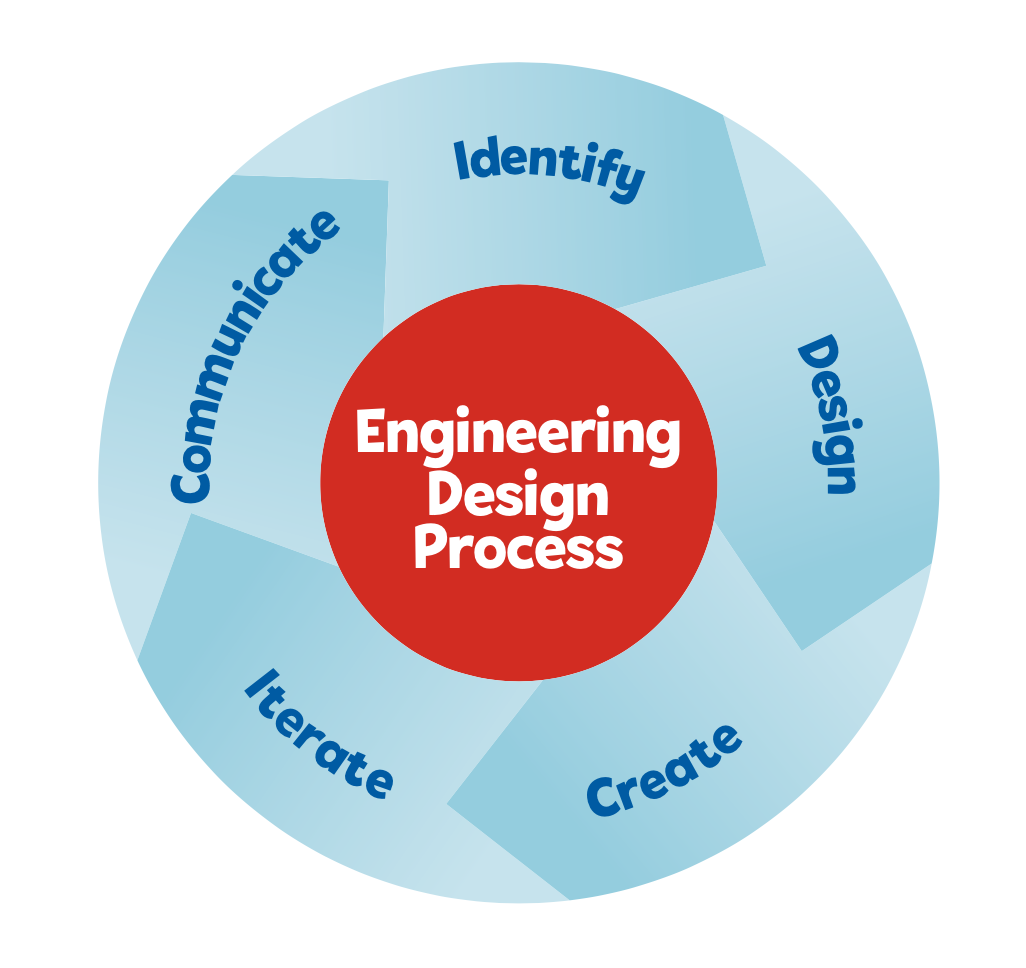 Identify
Design
Create
Iterate
Communicate
Engineering
Design
Process